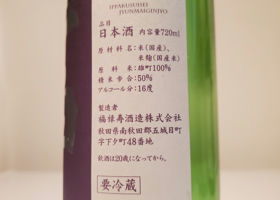 IPPAKUSUISEI
JYUNMAIGINJYO
品目
日本酒 内容量720ml
原材料名:米(国産)、
米麹(国産米)
原料米:雄町100%
精米歩合:50%
アルコール分:16度
製造者
福禄寿酒造株式会社
秋田県南秋田郡五城目町
字下夕町48番地
飲酒は20歳になってから。
要冷蔵